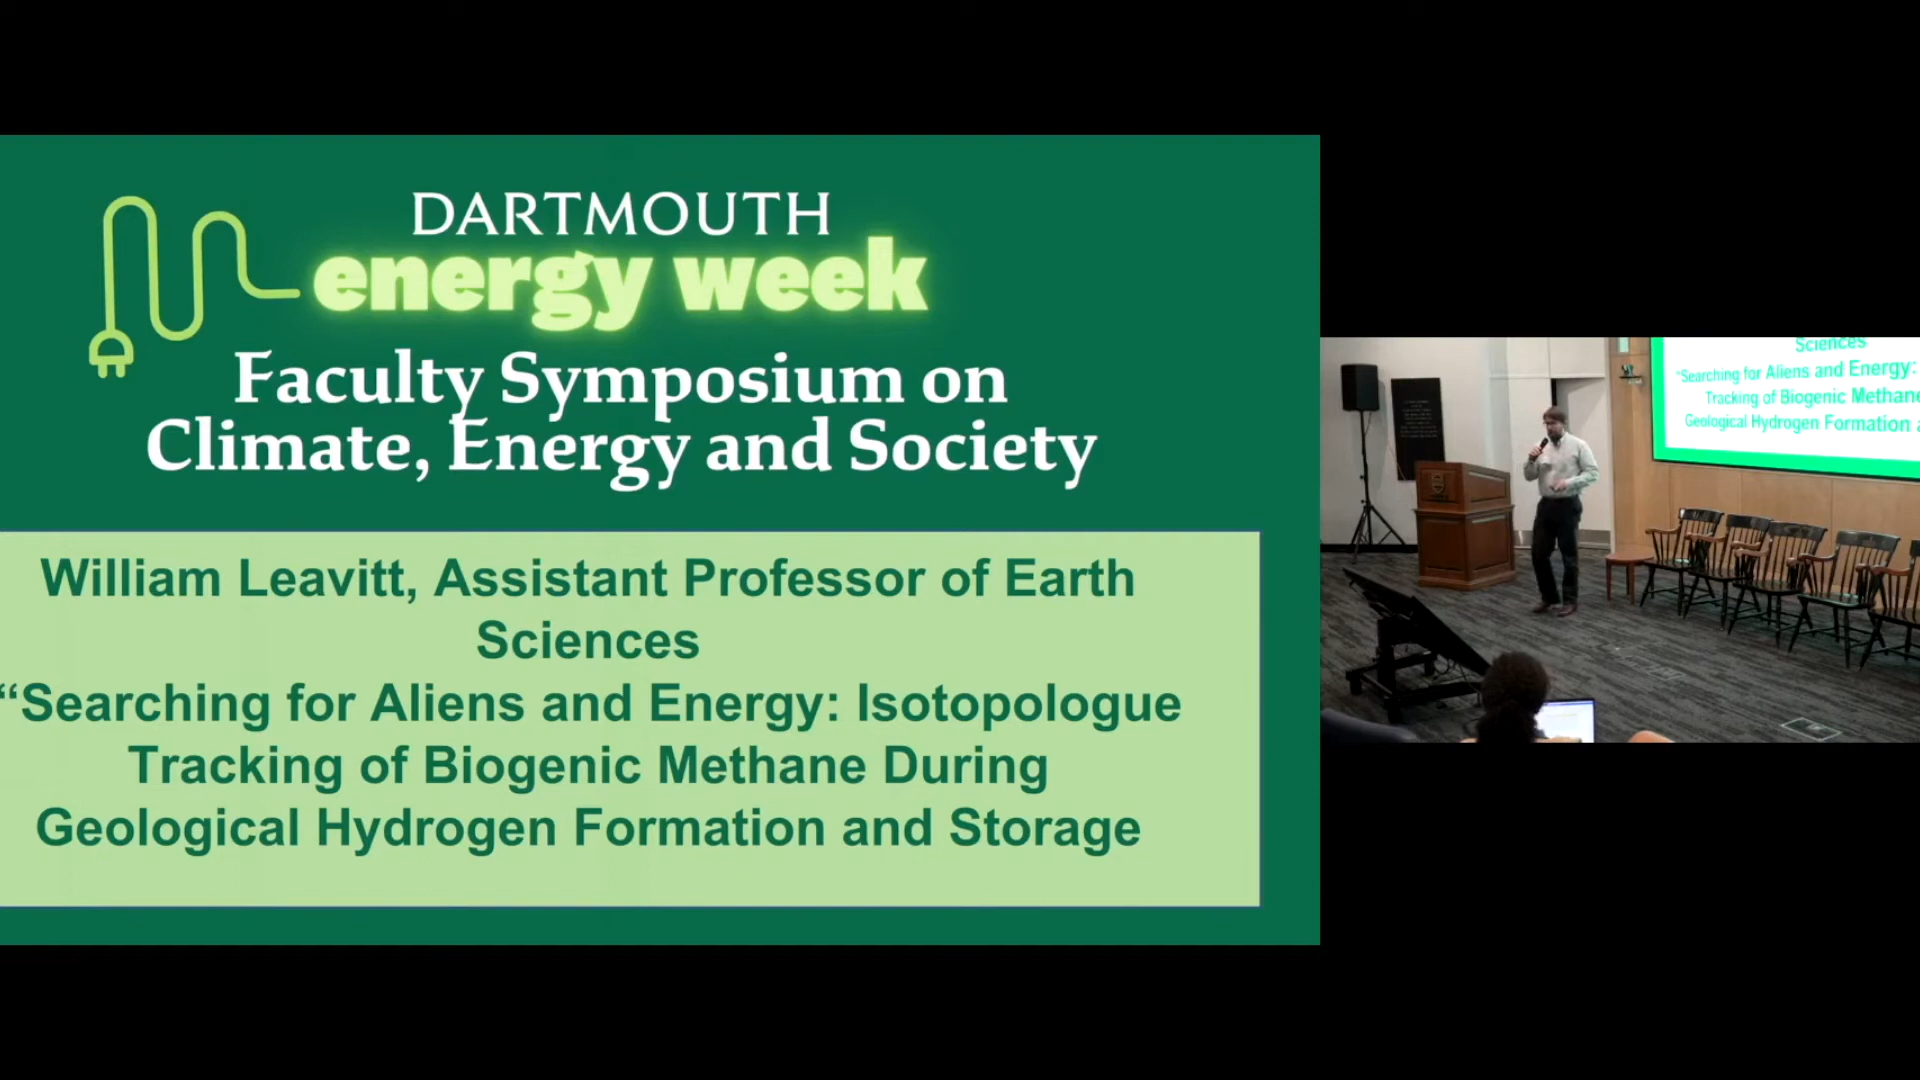 DARTMOUTH
energy week
Faculty Symposium on
Climate, Energy and Society
William Leavitt, Assistant Professor of Earth
Sciences
“Searching for Aliens and Energy: Isotopologue
Tracking of Biogenic Methane During
Geological Hydrogen Formation and Storage
Sciences
“Searching for Aliens and Energy:
Tracking of Biogenic Methane
Geological Hydrogen Formation